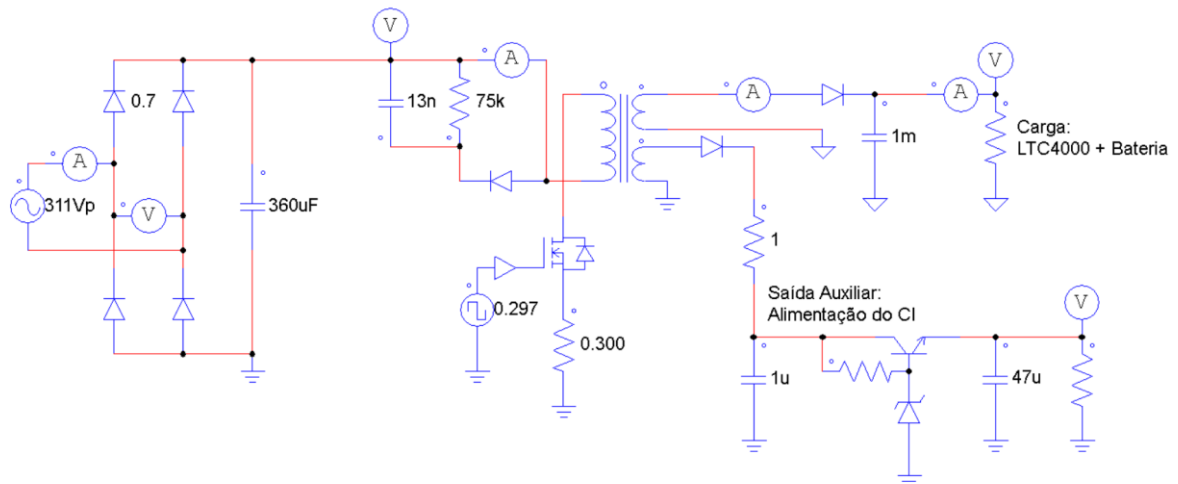 V
A
A
A
V
0.7
13n
75k
1m
Carga:
LTC4000 + Bateria
A
311Vp
V
360uF
1
0.297
Saída Auxiliar:
Alimentação do CI
V
0.300
1u
47u